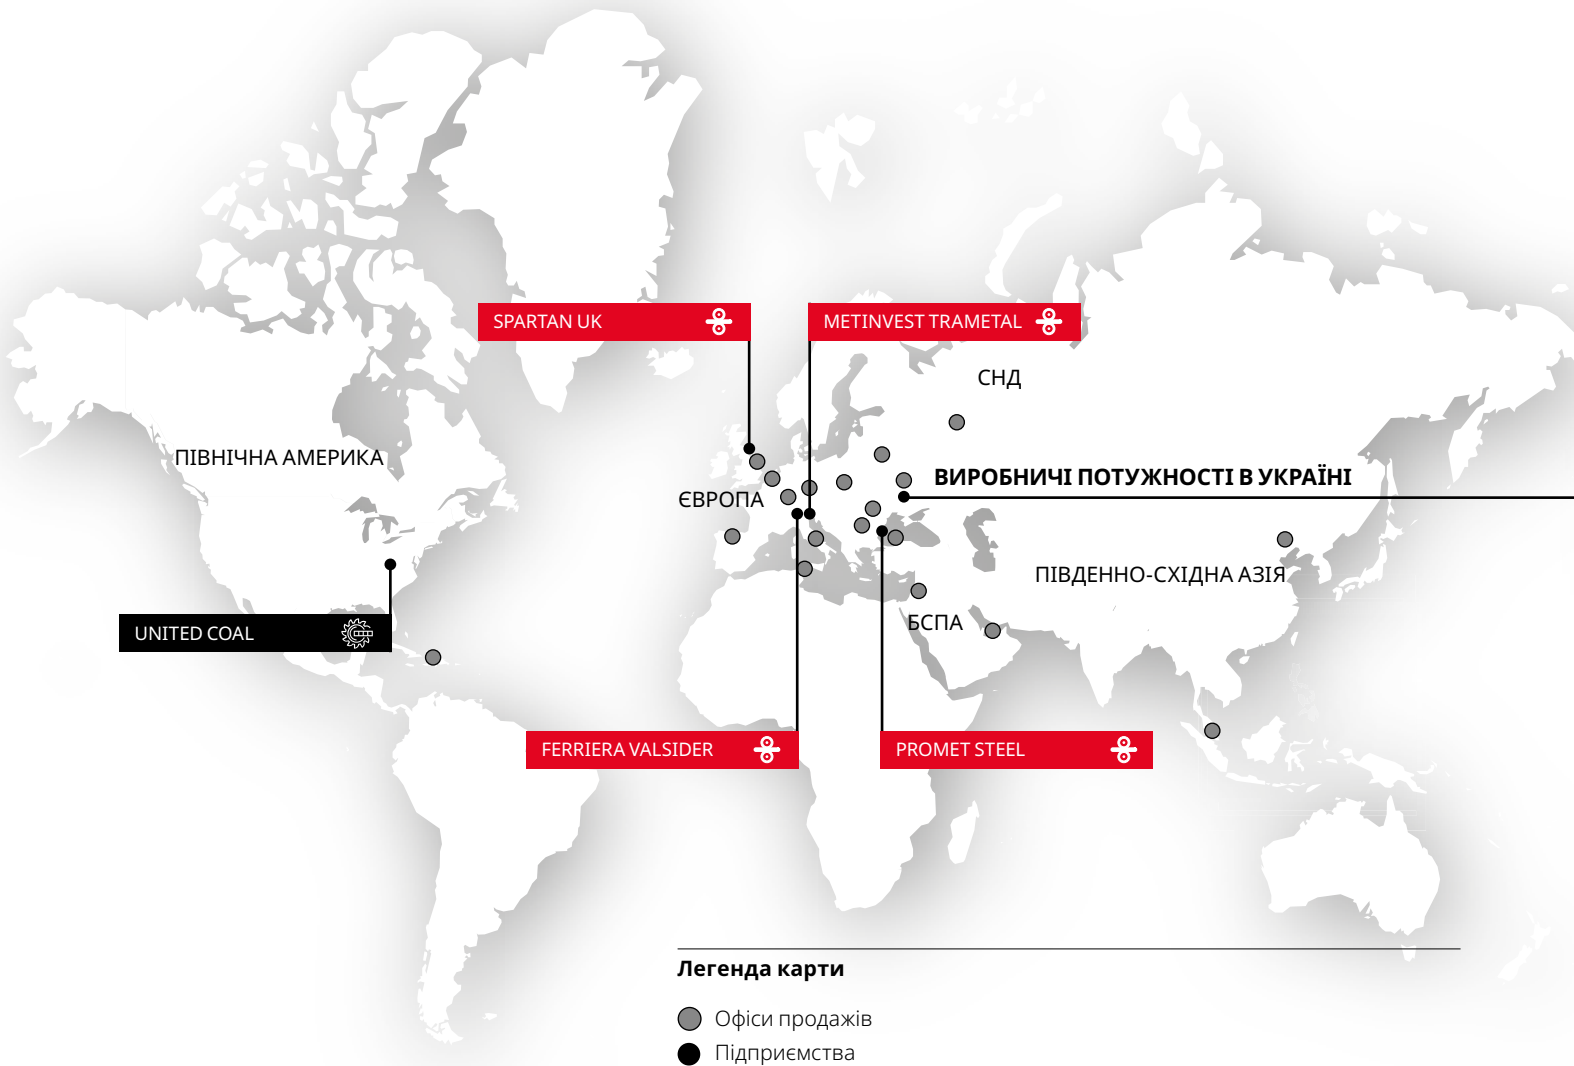 SPARTAN UK
METINVEST TRAMETAL
СНД
ПІВНІЧНА АМЕРИКА
ВИРОБНИЧІ ПОТУЖНОСТІ В УКРАЇНІ
ЄВРОПА
ПІВДЕННО-СХІДНА АЗІЯ
БСПА
UNITED COAL
FERRIERA VALSIDER
PROMET STEEL
Легенда карти
Офіси продажів
Підприємства